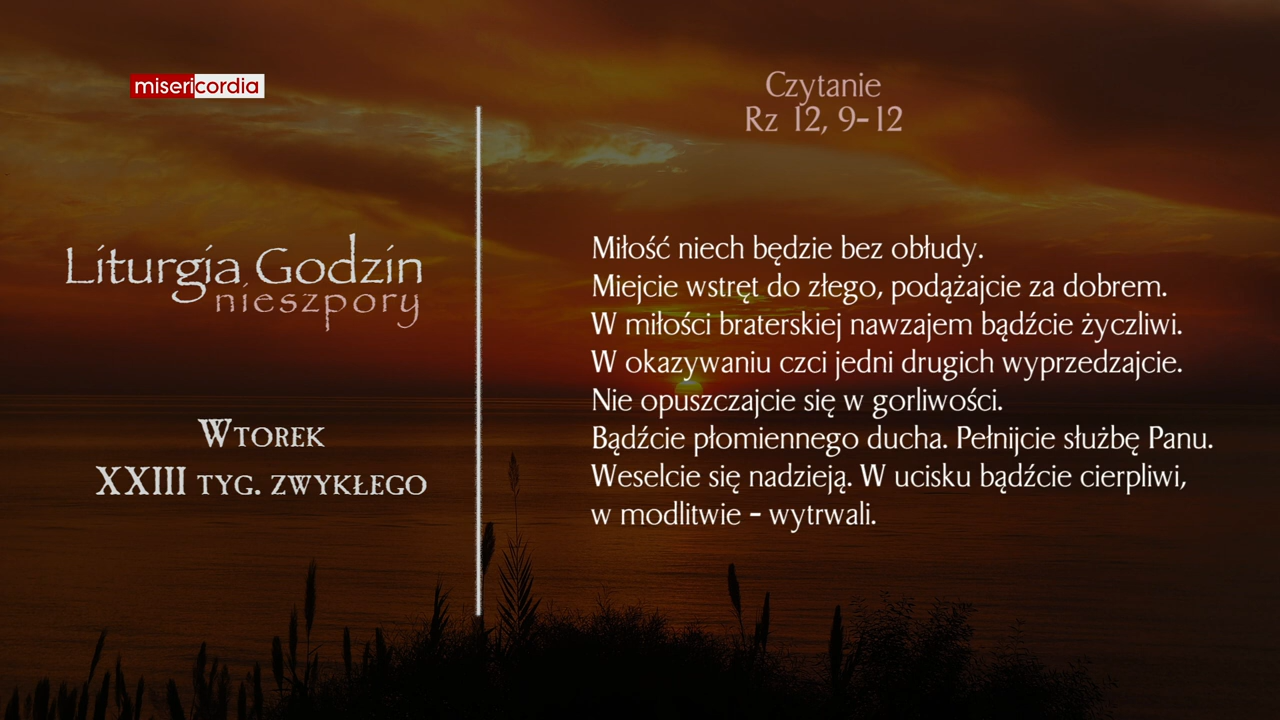 misericordia
Liturgia Godzin
nieszpory
Wtorek
XXIII tyg. zwykłego
Czytanie
Rz 12, 9-12
Miłość niech będzie bez obłudy.
Miejcie wstręt do złego, podążajcie za dobrem.
W miłości braterskiej nawzajem bądźcie życzliwi.
W okazywaniu czci jedni drugich wyprzedzajcie.
Nie opuszczajcie się w gorliwości.
Bądźcie płomiennego ducha. Pełnijcie służbę Panu.
Weselcie się nadzieją. W ucisku bądźcie cierpliwi,
w modlitwie - wytrwali.